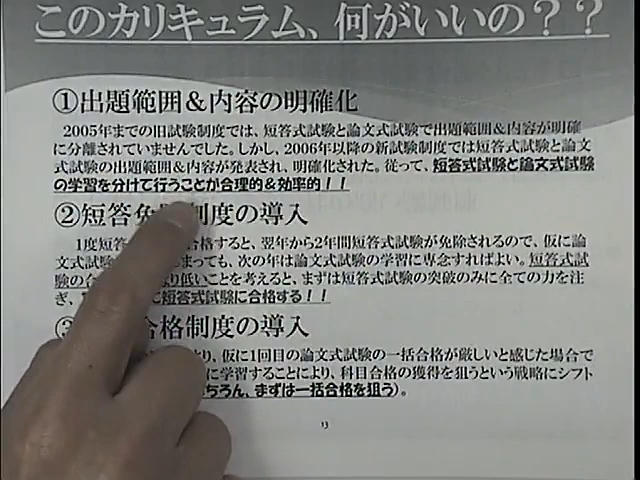 このカリキュラム、何がいいの？？
①出題範囲＆内容の明確化
2005年までの旧試験制度では、短答式試験と論文式試験で出題範囲＆内容が明確
に分離されていませんでした。しかし、2006年以降の新試験制度では短答式試験と論文
式試験の出題範囲＆内容が発表され、明確化された。従って、短答式試験と論文式試験
の学習を分けて行うことが合理的＆効率的！！
②短答免 制度の導入
1度短答 合格すると、翌年から2年間短答式試験が免除されるので、仮に論
文式試 まっても、次の年は論文式試験の学習に専念すればよい。短答式試
験の合 り低いことを考えると、まずは短答式試験の突破のみに全ての力を注
ぎ、 に短答式試験に合格する！！
③ 合格制度の導入
より、仮に1回目の論文式試験の一括合格が厳しいと感じた場合で
に学習することにより、科目合格の獲得を狙うという戦略にシフト
ちろん、まずは一括合格を狙う）。
13